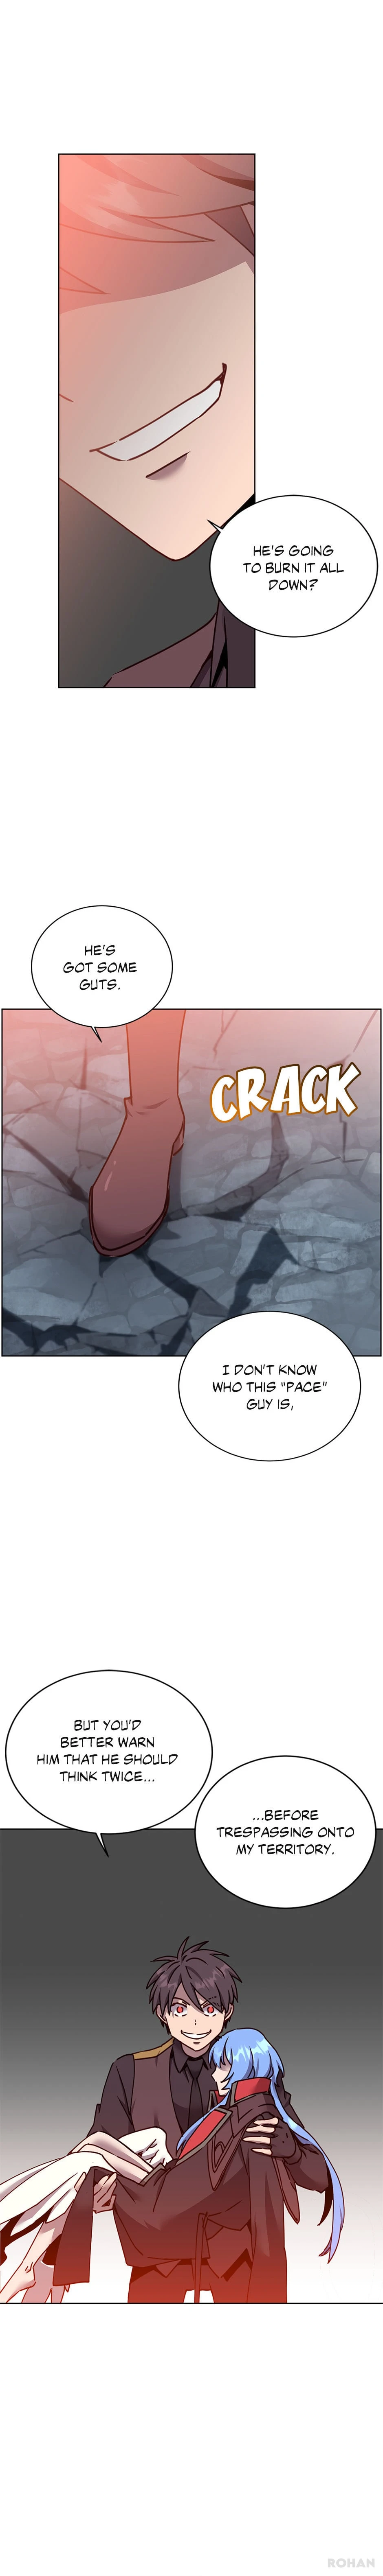 HE'S GOING
TO BURN IT ALL
DOWN?
HE'S
GOT SOME
GUTS.
CRACK
I DON'T KNOW
WHO THIS "PACE"
GUY IS,
BUT YOU'D
BETTER WARN
HIM THAT HE SHOULD
THINK TWICE...
...BEFORE
TRESPASSING ONTO
MY TERRITORY.
ROHAN